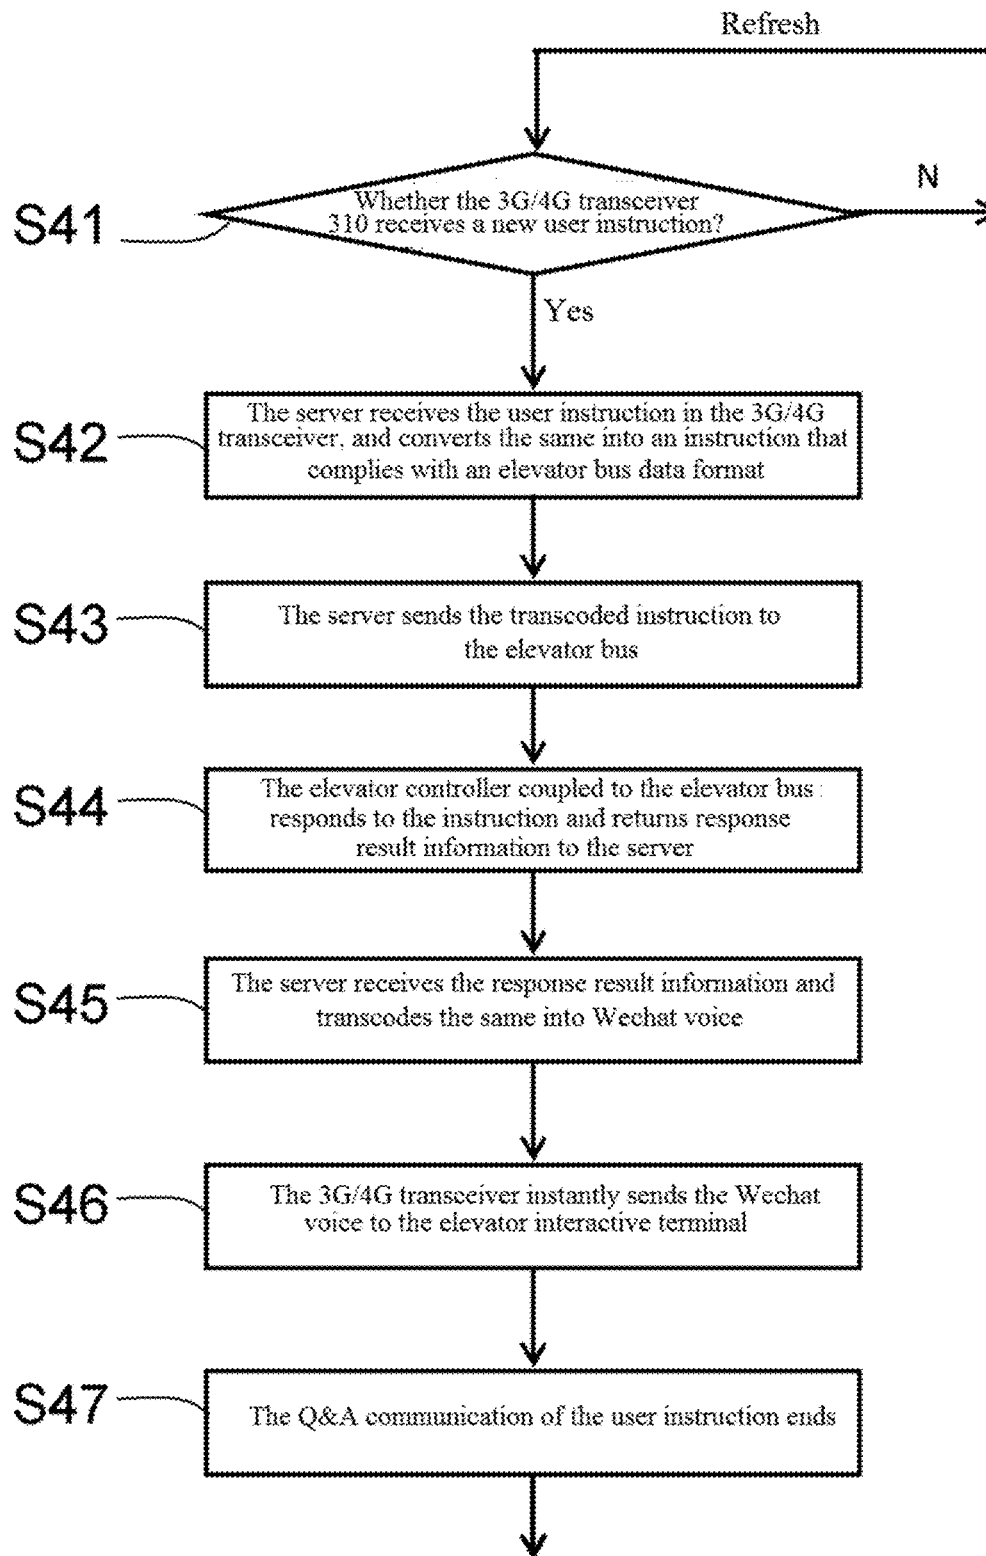 Refresh
N
S41
Whether the 3G/4G transceiver
310 receives a new user instruction?
Yes
S42
The server receives the user instruction in the 3G/4G
transceiver, and converts the same into an instruction that
complies with an elevator bus data format
S43
The server sends the transcoded instruction to
the elevator bus
S44
The elevator controller coupled to the elevator bus
responds to the instruction and returns response
result information to the server
S45
The server receives the response result information and
transcodes the same into Wechat voice
S46
The 3G/4G transceiver instantly sends the Wechat
voice to the elevator interactive terminal
S47
The Q&A communication of the user instruction ends